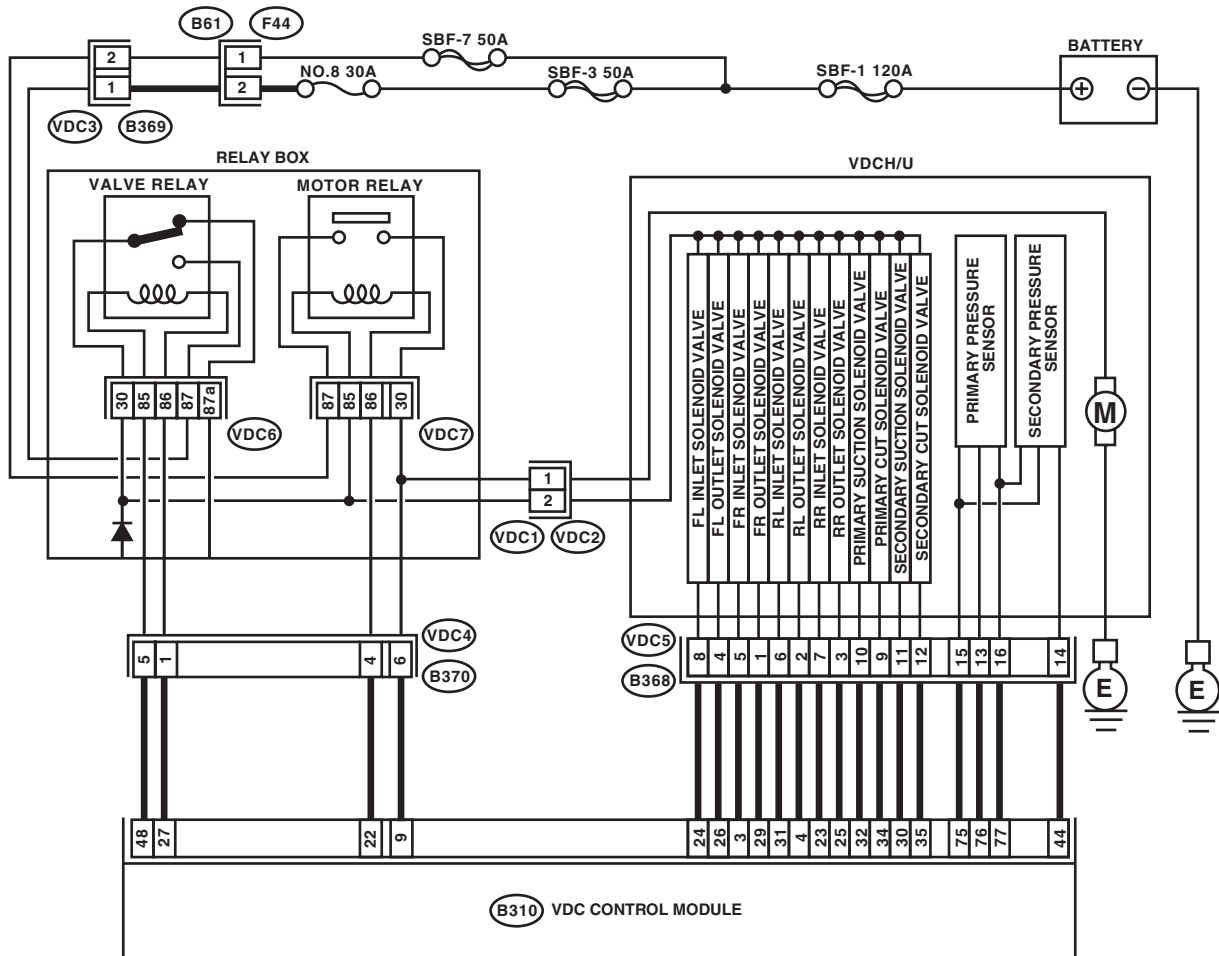 B61
F44
SBF-7 50A
BATTERY
2
1
NO.8 30A
SBF-3 50A
SBF-1 120A
1
2
VDC3
B369
RELAY BOX
VDCH/U
VALVE RELAY
MOTOR RELAY
30
85
86
87
87a
VDC6
87
85
86
30
VDC7
1
2
VDC1
VDC2
FL INLET SOLENOID VALVE
FL OUTLET SOLENOID VALVE
FR INLET SOLENOID VALVE
FR OUTLET SOLENOID VALVE
RL INLET SOLENOID VALVE
RL OUTLET SOLENOID VALVE
RR INLET SOLENOID VALVE
RR OUTLET SOLENOID VALVE
PRIMARY SUCTION SOLENOID VALVE
PRIMARY CUT SOLENOID VALVE
SECONDARY SUCTION SOLENOID VALVE
SECONDARY CUT SOLENOID VALVE
PRIMARY PRESSURE
SENSOR
SECONDARY PRESSURE
SENSOR
M
VDC4
B370
5
1
4
6
VDC5
B368
8
4
5
1
6
2
7
3
10
9
11
12
15
13
16
14
E
E
48
27
22
9
24
26
3
29
31
4
23
25
32
34
30
35
75
76
77
44
B310 VDC CONTROL MODULE